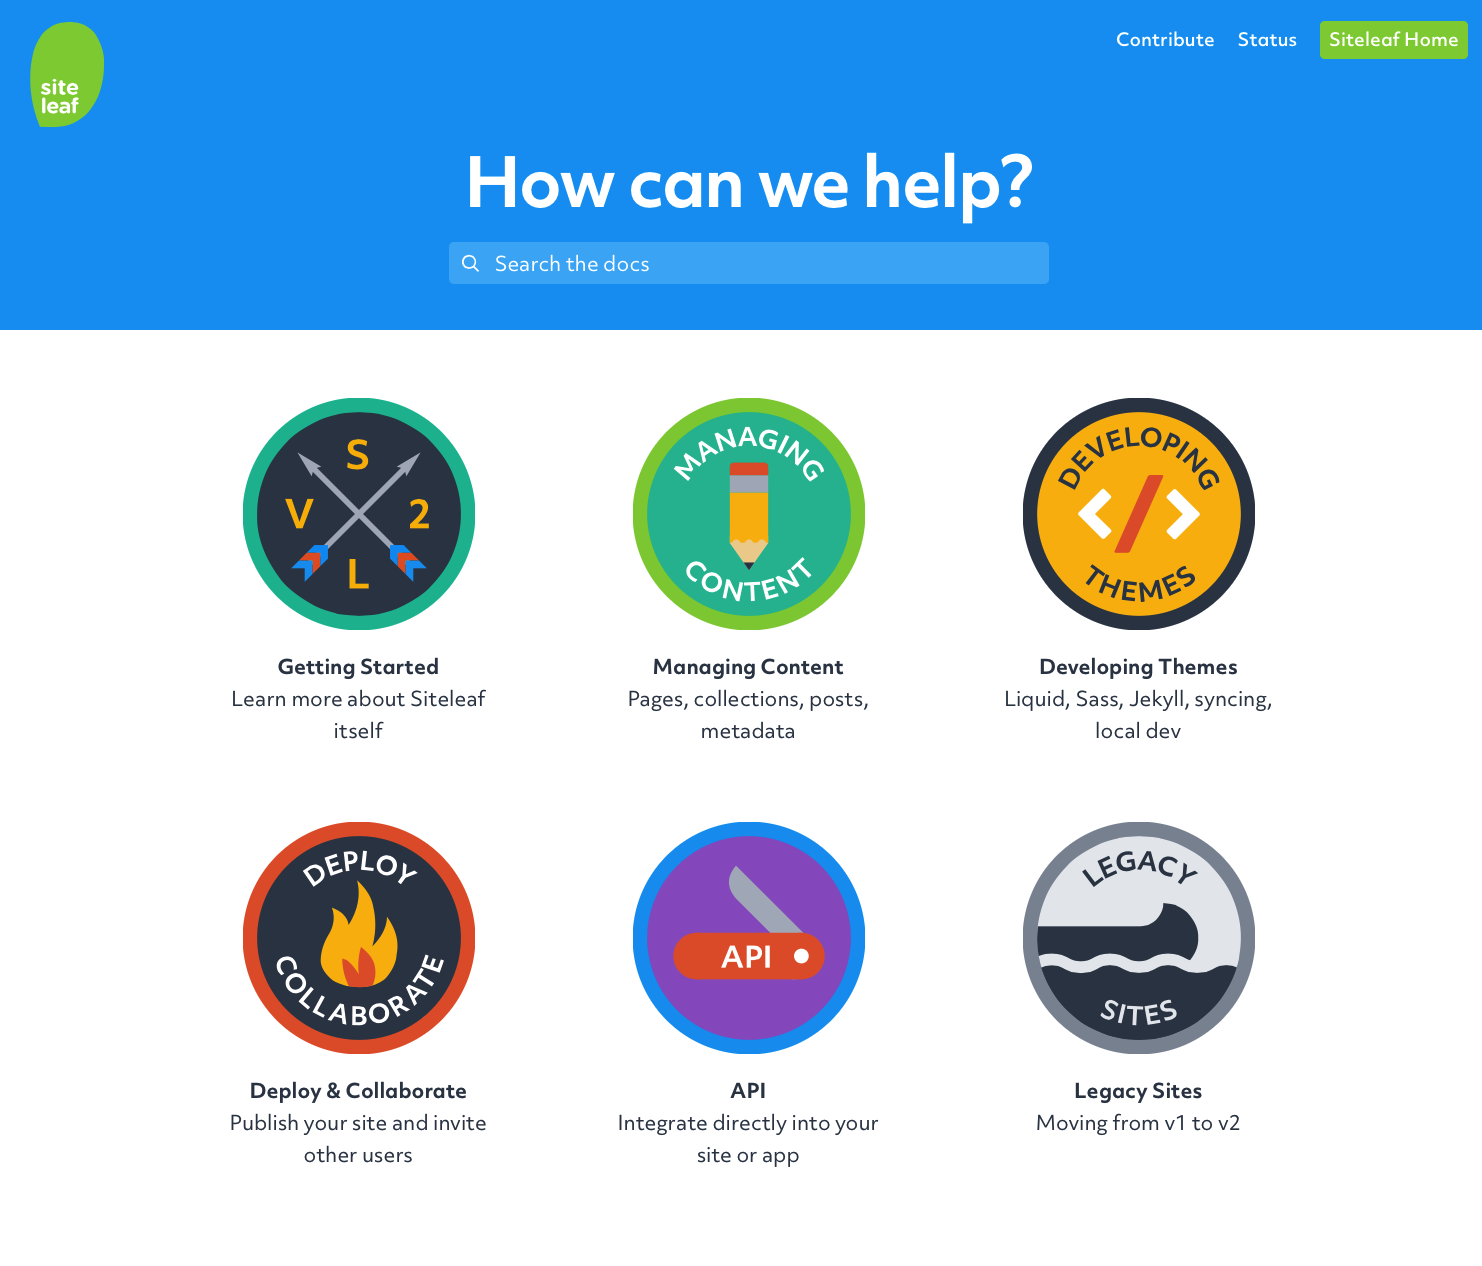 site
leaf
Contribute Status Siteleaf Home
How can we help?
Search the docs
S
V 2
L
MANAGING
CONTENT
DEVELOPING
THEMES
Getting Started
Learn more about Siteleaf
itself
Managing Content
Pages, collections, posts,
metadata
Developing Themes
Liquid, Sass, Jekyll, syncing,
local dev
DEPLOY
COLLABORATE
API
LEGACY
SITES
Deploy & Collaborate
Publish your site and invite
other users
API
Integrate directly into your
site or app
Legacy Sites
Moving from v1 to v2